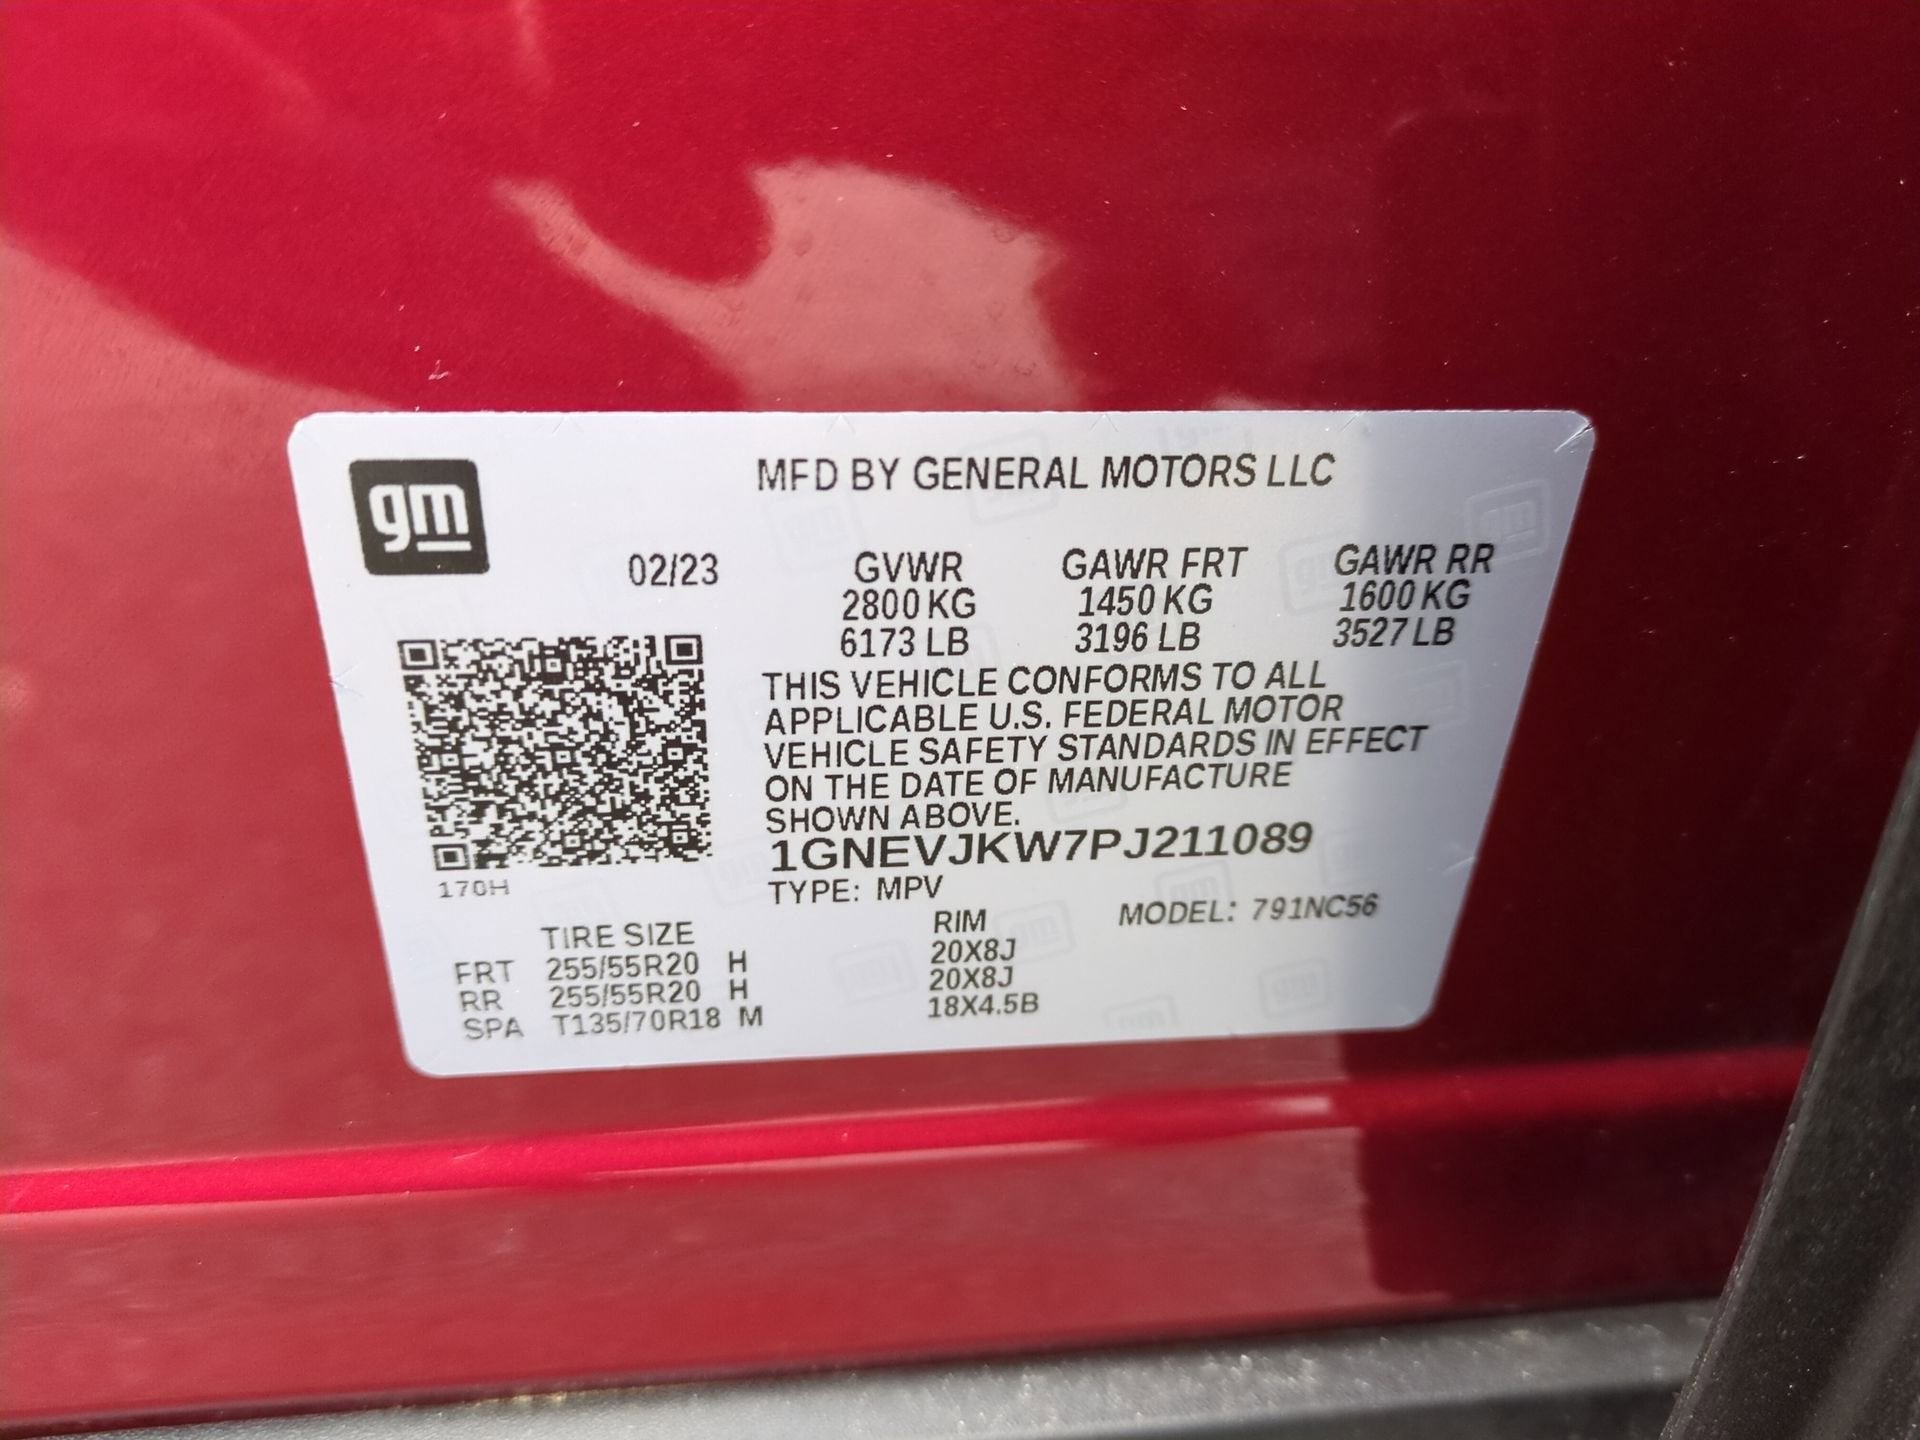 gm
MFD BY GENERAL MOTORS LLC
02/23 GVWR GAWR FRT GAWR RR
2800 KG 1450 KG 1600 KG
6173 LB 3196 LB 3527 LB
THIS VEHICLE CONFORMS TO ALL
APPLICABLE U.S. FEDERAL MOTOR
VEHICLE SAFETY STANDARDS IN EFFECT
ON THE DATE OF MANUFACTURE
SHOWN ABOVE.
1GNEVJKW7PJ211089
170H
TYPE: MPV
MODEL: 791NC56
TIRE SIZE RIM
FRT 255/55R20 H 20X8J
RR 255/55R20 H 20X8J
SPA T135/70R18 M 18X4.5B